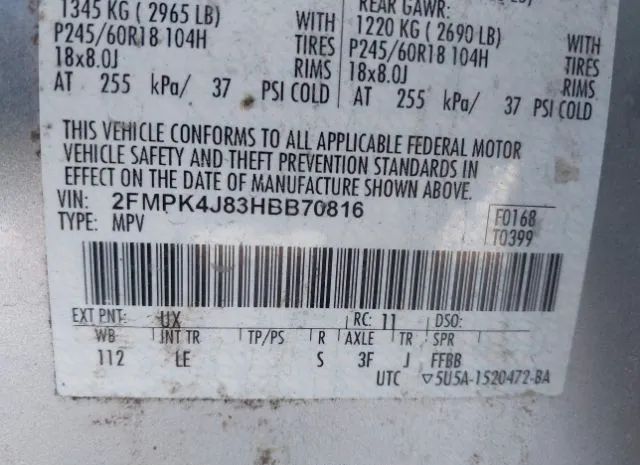 1345 KG ( 2965 LB) WITH
P245/60R18 104H TIRES
18x8.0J RIMS
AT 255 kPa/ 37 PSI COLD
REAR GAWR:
1220 KG ( 2690 LB) WITH
P245/60R18 104H TIRES
18x8.0J RIMS
AT 255 kPa/ 37 PSI COLD
THIS VEHICLE CONFORMS TO ALL APPLICABLE FEDERAL MOTOR
VEHICLE SAFETY AND THEFT PREVENTION STANDARDS IN
EFFECT ON THE DATE OF MANUFACTURE SHOWN ABOVE.
VIN: 2FMPK4J83HBB70816 F0168
TYPE: MPV T0399
EXT PNT: UX RC: 11 DSO:
WB INT TR TP/PS R AXLE TR SPR
112 LE S 3F J FFBB
UTC ▽5U5A-1520472-BA